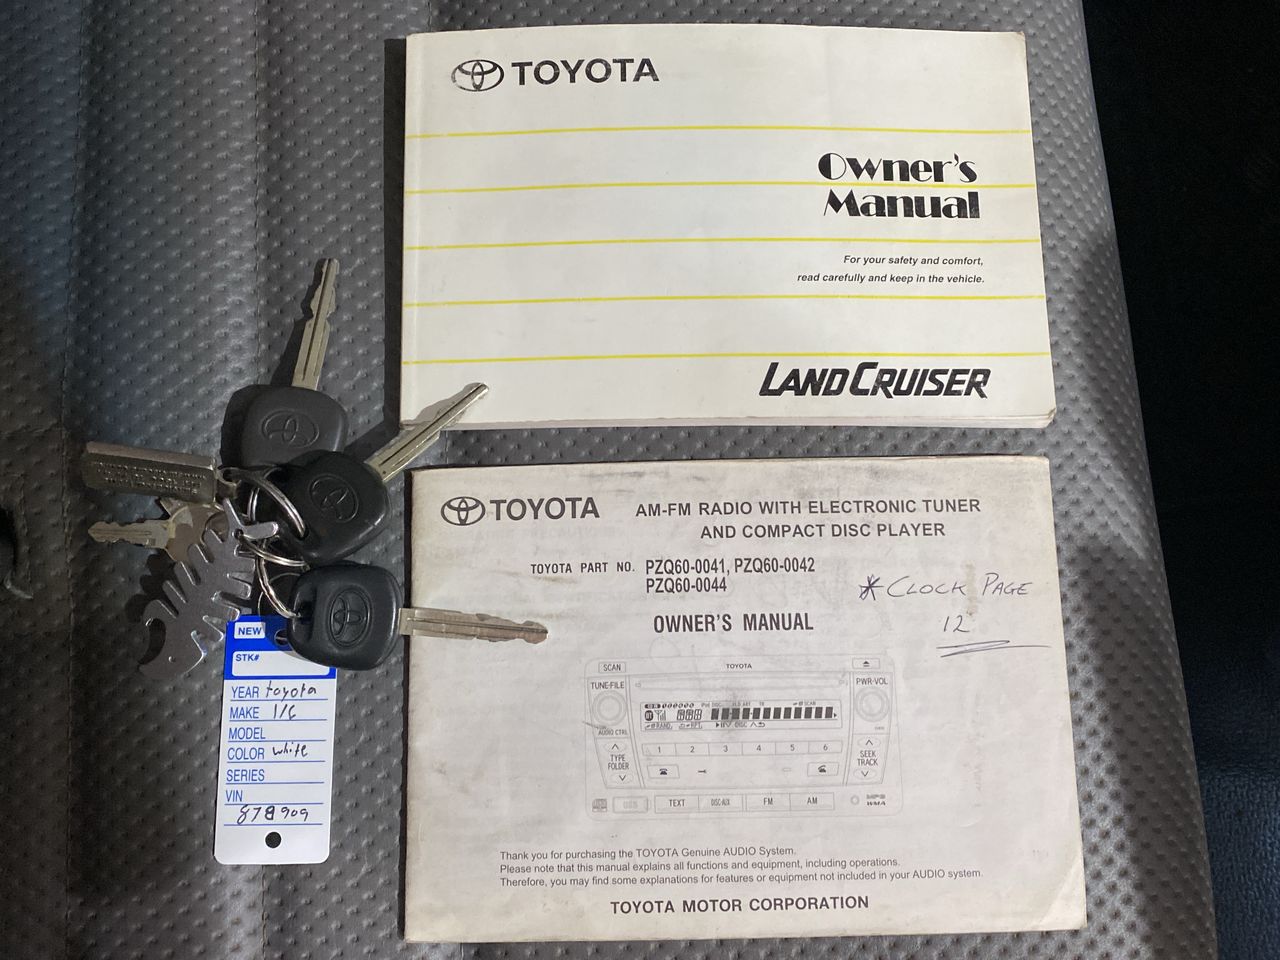 TOYOTA
Owner's
Manual
For your safety and comfort,
read carefully and keep in the vehicle.
LAND CRUISER
TOYOTA
AM-FM RADIO WITH ELECTRONIC TUNER
AND COMPACT DISC PLAYER
TOYOTA PART NO. PZQ60-0041, PZQ60-0042
PZQ60-0044
* CLOCK PAGE
12
OWNER'S MANUAL
SCAN
TOYOTA
TUNE·FILE
PWR·VOL
AUDIO CTRL
TYPE
FOLDER
1 2 3 4 5 6
SEEK
TRACK
TEXT
DISC·AUX
FM
AM
MP3
WMA
Thank you for purchasing the TOYOTA Genuine AUDIO System.
Please note that this manual explains all functions and equipment, including operations.
Therefore, you may find some explanations for features or equipment not included in your AUDIO system.
TOYOTA MOTOR CORPORATION
NEW
STK#
YEAR toyota
MAKE l/c
MODEL
COLOR white
SERIES
VIN
878909